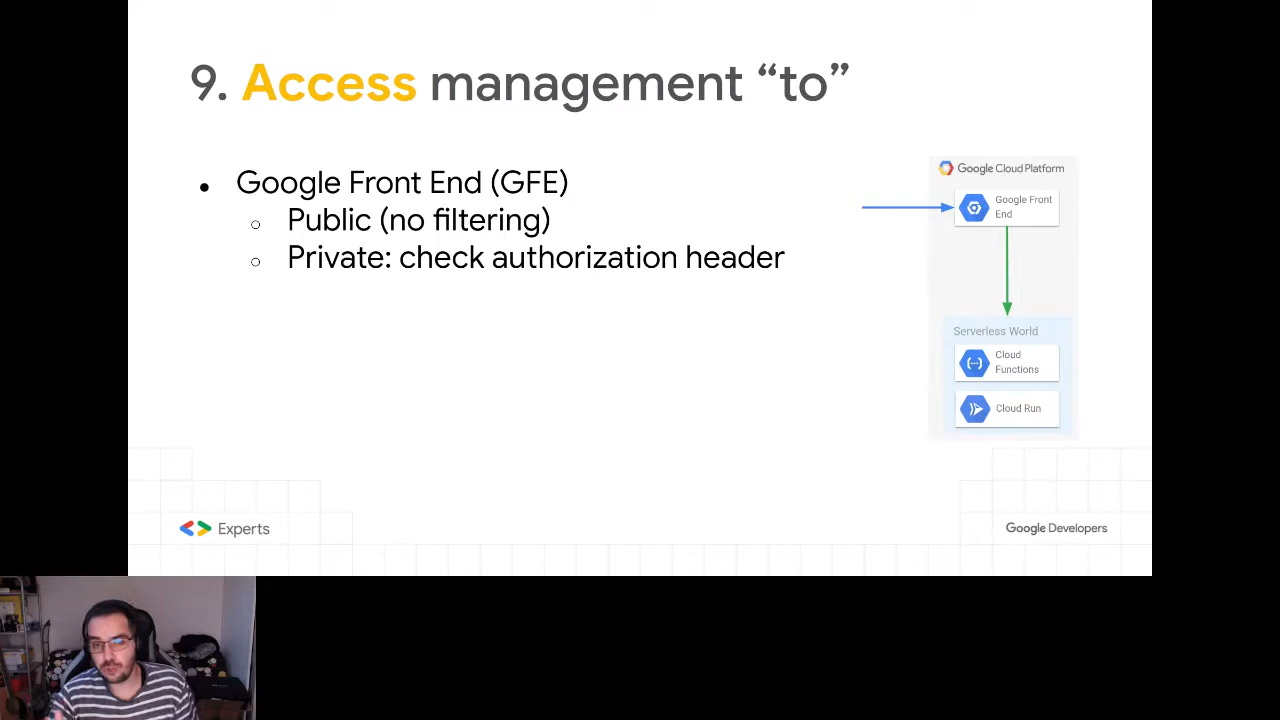 9. Access management “to”
● Google Front End (GFE)
○ Public (no filtering)
○ Private: check authorization header
Google Cloud Platform
Google Front
End
Serverless World
Cloud
Functions
Cloud Run
Experts
Google Developers